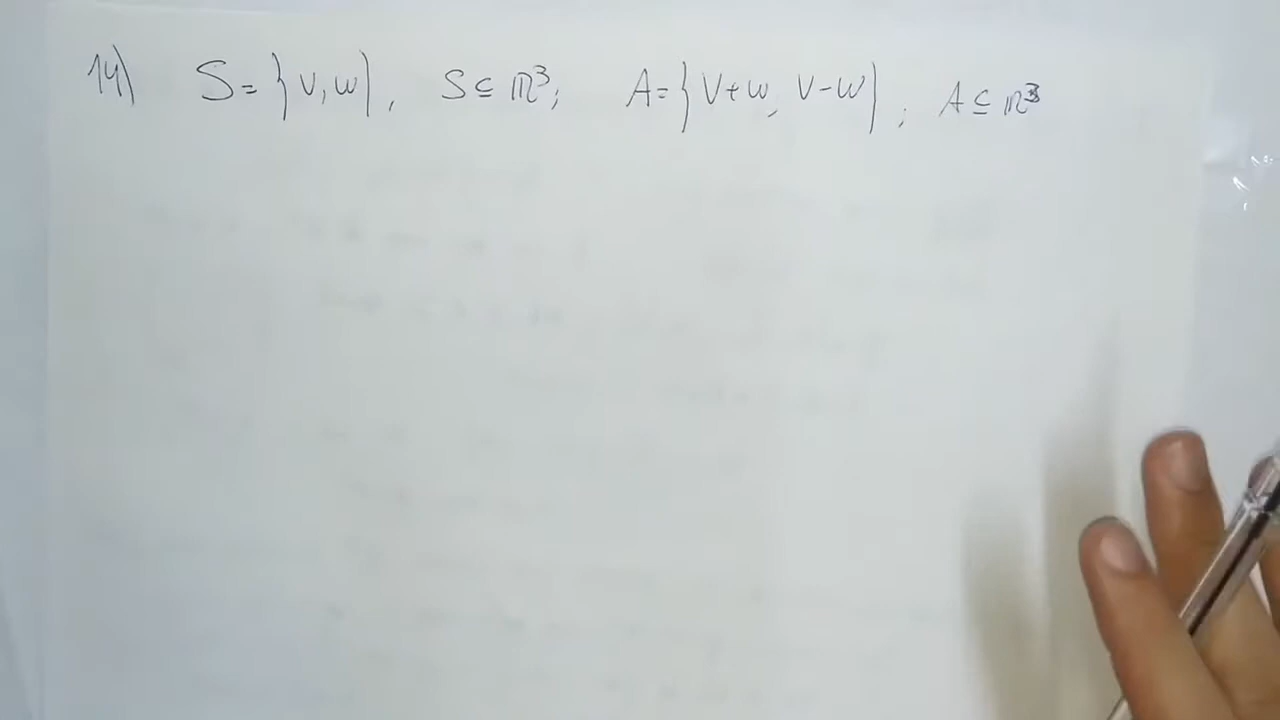 14) S = {v, w}, S ⊆ ℝ³; A = {v+w, v-w}; A ⊆ ℝ³